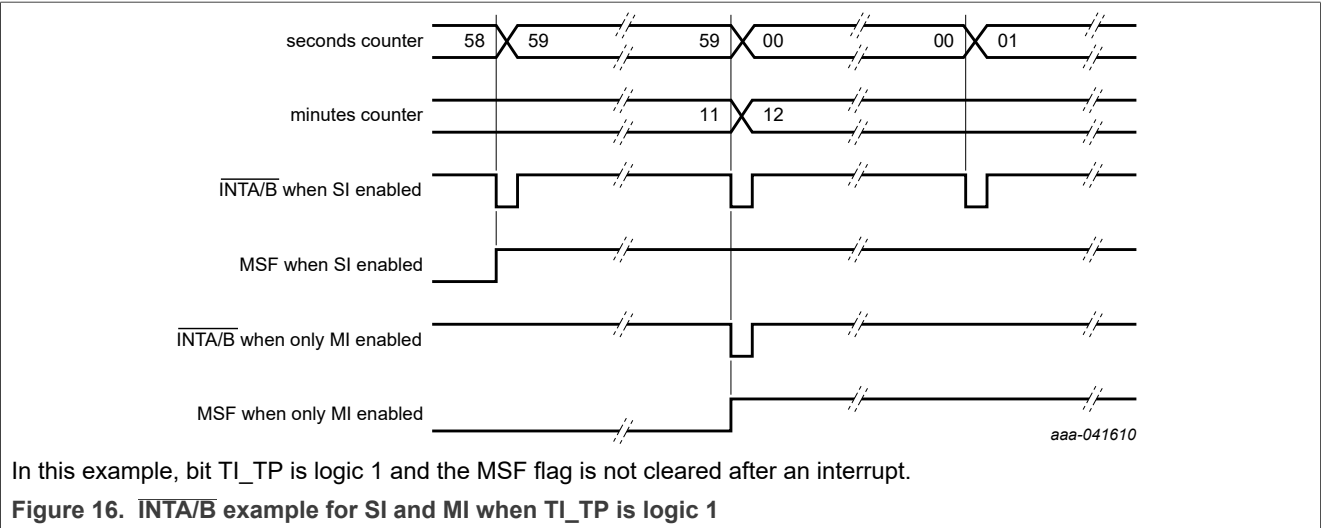 seconds counter 58 59 59 00 00 01
minutes counter 11 12
INTA/B when SI enabled
MSF when SI enabled
INTA/B when only MI enabled
MSF when only MI enabled
aaa-041610
In this example, bit TI_TP is logic 1 and the MSF flag is not cleared after an interrupt.
Figure 16. INTA/B example for SI and MI when TI_TP is logic 1